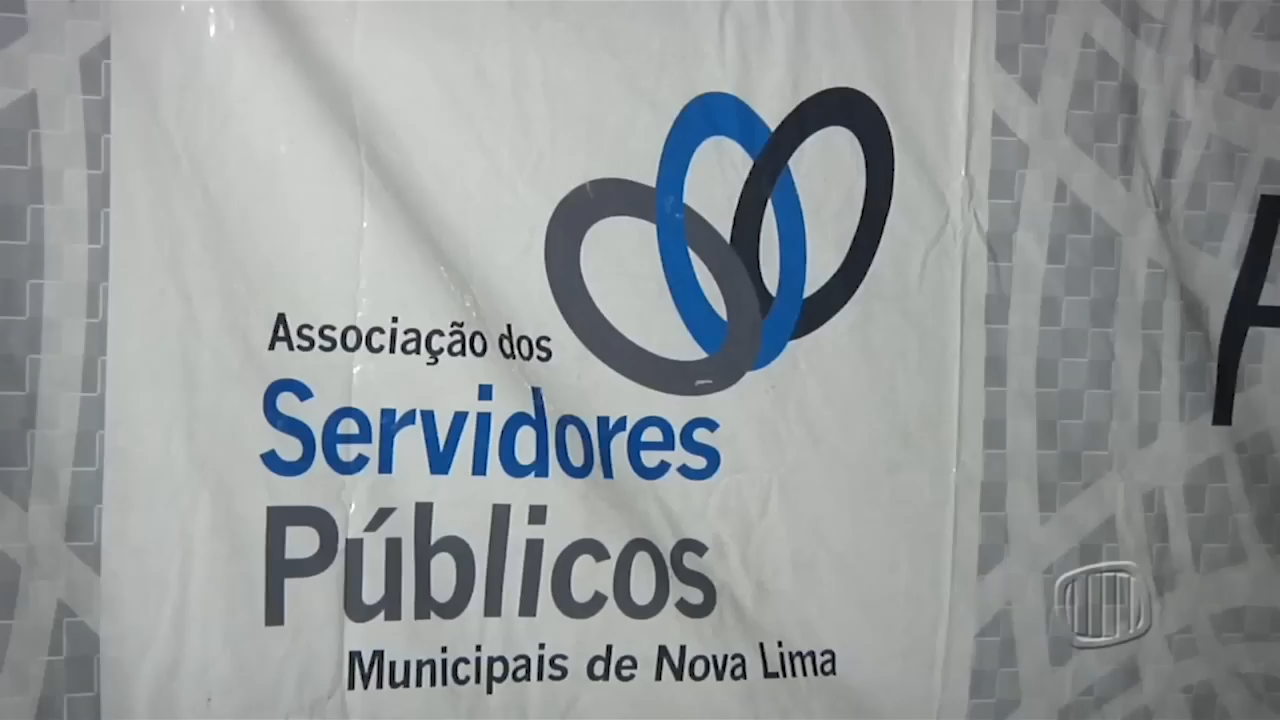 Associação dos
Servidores
Públicos
Municipais de Nova Lima